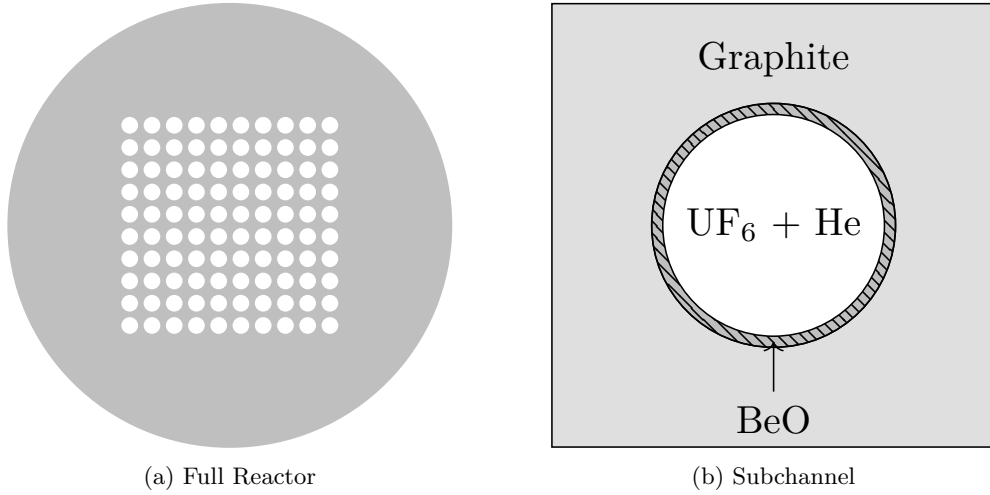 Graphite
UF₆ + He
BeO
(a) Full Reactor
(b) Subchannel